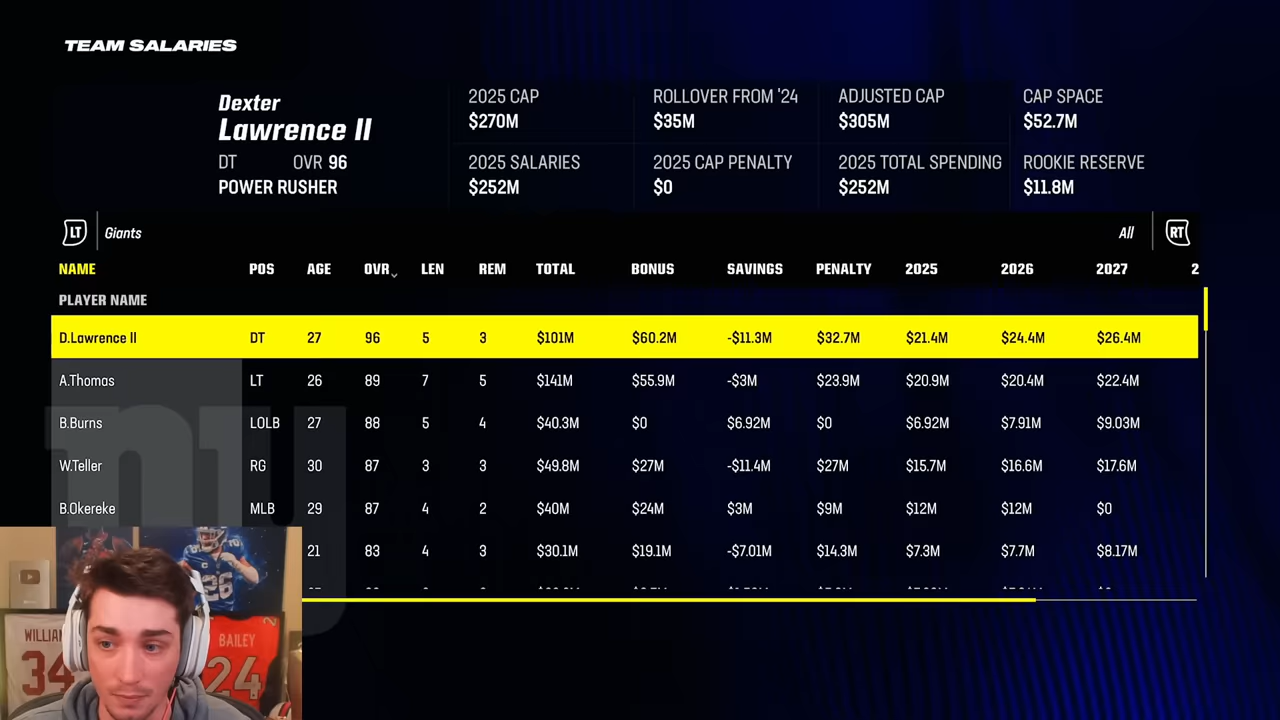 TEAM SALARIES
Dexter
Lawrence II
DT OVR 96
POWER RUSHER
2025 CAP ROLLOVER FROM '24 ADJUSTED CAP CAP SPACE
$270M $35M $305M $52.7M
2025 SALARIES 2025 CAP PENALTY 2025 TOTAL SPENDING ROOKIE RESERVE
$252M $0 $252M $11.8M
LT Giants All RT
NAME POS AGE OVR LEN REM TOTAL BONUS SAVINGS PENALTY 2025 2026 2027 2
PLAYER NAME
D.Lawrence II DT 27 96 5 3 $101M $60.2M -$11.3M $32.7M $21.4M $24.4M $26.4M
A.Thomas LT 26 89 7 5 $141M $55.9M -$3M $23.9M $20.9M $20.4M $22.4M
B.Burns LOLB 27 88 5 4 $40.3M $0 $6.92M $0 $6.92M $7.91M $9.03M
W.Teller RG 30 87 3 3 $49.8M $27M -$11.4M $27M $15.7M $16.6M $17.6M
B.Okereke MLB 29 87 4 2 $40M $24M $3M $9M $12M $12M $0
21 83 4 3 $30.1M $19.1M -$7.01M $14.3M $7.3M $7.7M $8.17M
ny
26
WILLIAM
34
BAILEY
24
2